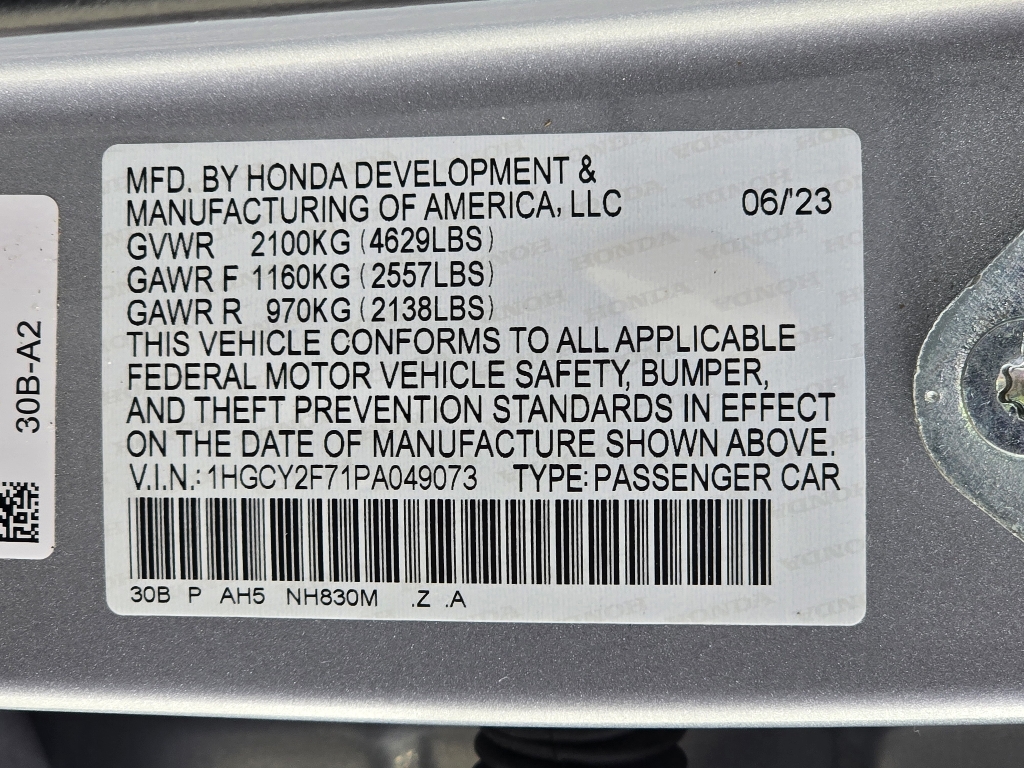 MFD. BY HONDA DEVELOPMENT &
MANUFACTURING OF AMERICA, LLC 06/'23
GVWR 2100KG (4629LBS)
GAWR F 1160KG (2557LBS)
GAWR R 970KG (2138LBS)
THIS VEHICLE CONFORMS TO ALL APPLICABLE
FEDERAL MOTOR VEHICLE SAFETY, BUMPER,
AND THEFT PREVENTION STANDARDS IN EFFECT
ON THE DATE OF MANUFACTURE SHOWN ABOVE.
V.I.N.: 1HGCY2F71PA049073 TYPE: PASSENGER CAR
30B P AH5 NH830M .Z .A
30B-A2